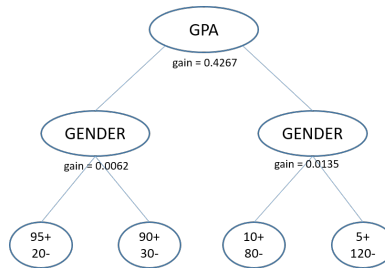 GPA
gain = 0.4267
GENDER
GENDER
gain = 0.0062
gain = 0.0135
95+
20-
90+
30-
10+
80-
5+
120-